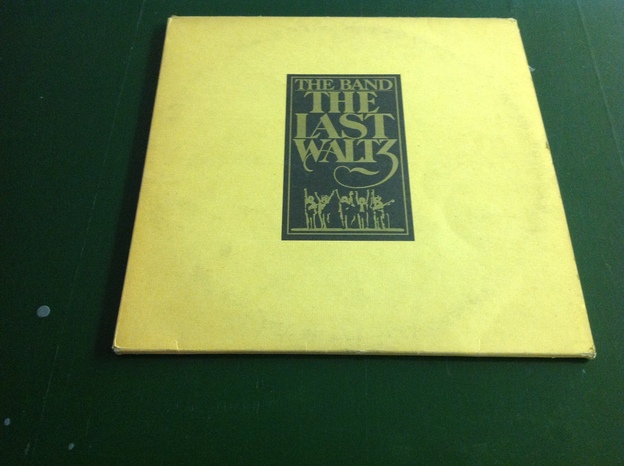 THE BAND
THE
LAST
WALTZ